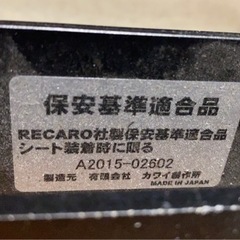 保安基準適合品
RECARO社製保安基準適合品
シート装着時に限る
A2015-02602
製造元 有限会社 カワイ製作所
MADE IN JAPAN